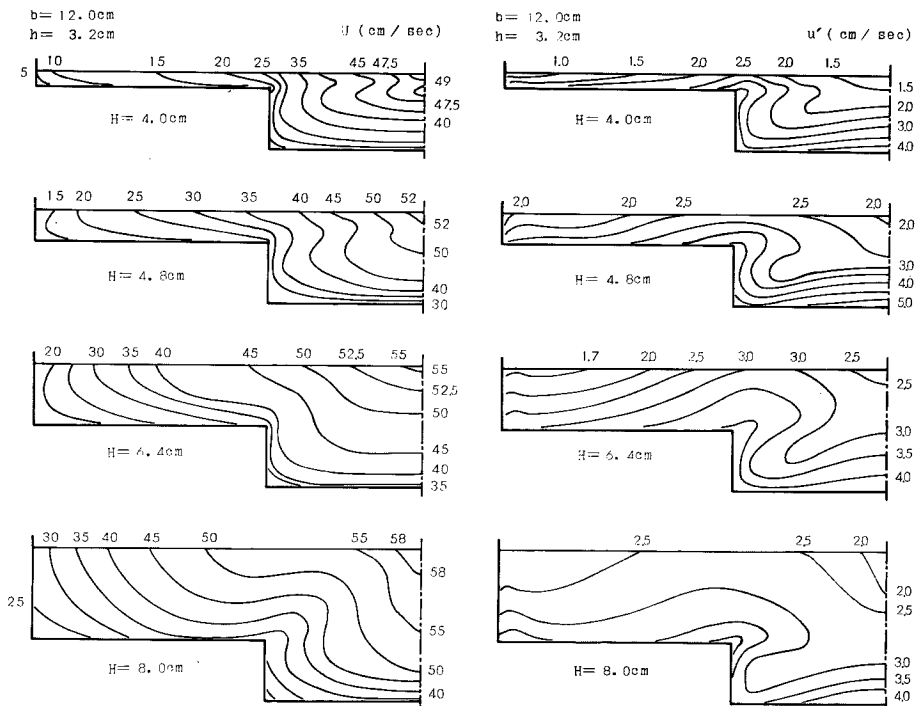 b= 12.0cm
h= 3.2cm
U (cm / sec)
5 10 15 20 25 35 45 47,5
49
47,5
40
H= 4.0cm
15 20 25 30 35 40 45 50 52
52
50
40
30
H= 4.8cm
20 30 35 40 45 50 52,5 55
55
52,5
50
45
40
35
H= 6.4cm
30 35 40 45 50 55 58
58
25
55
50
40
H= 8.0cm
b= 12.0cm
h= 3.2cm
u' (cm / sec)
1.0 1.5 2.0 2.5 2.0 1.5
1.5
2.0
3.0
4.0
H= 4.0cm
2,0 2,0 2,5 2,5 2,0
2,0
3,0
4,0
5,0
H= 4.8cm
1,7 2,0 2,5 3,0 3,0 2,5
2,5
3,0
3,5
4,0
H= 6.4cm
2,5 2,5 2,0
2,0
2,5
3,0
3,5
4,0
H= 8.0cm